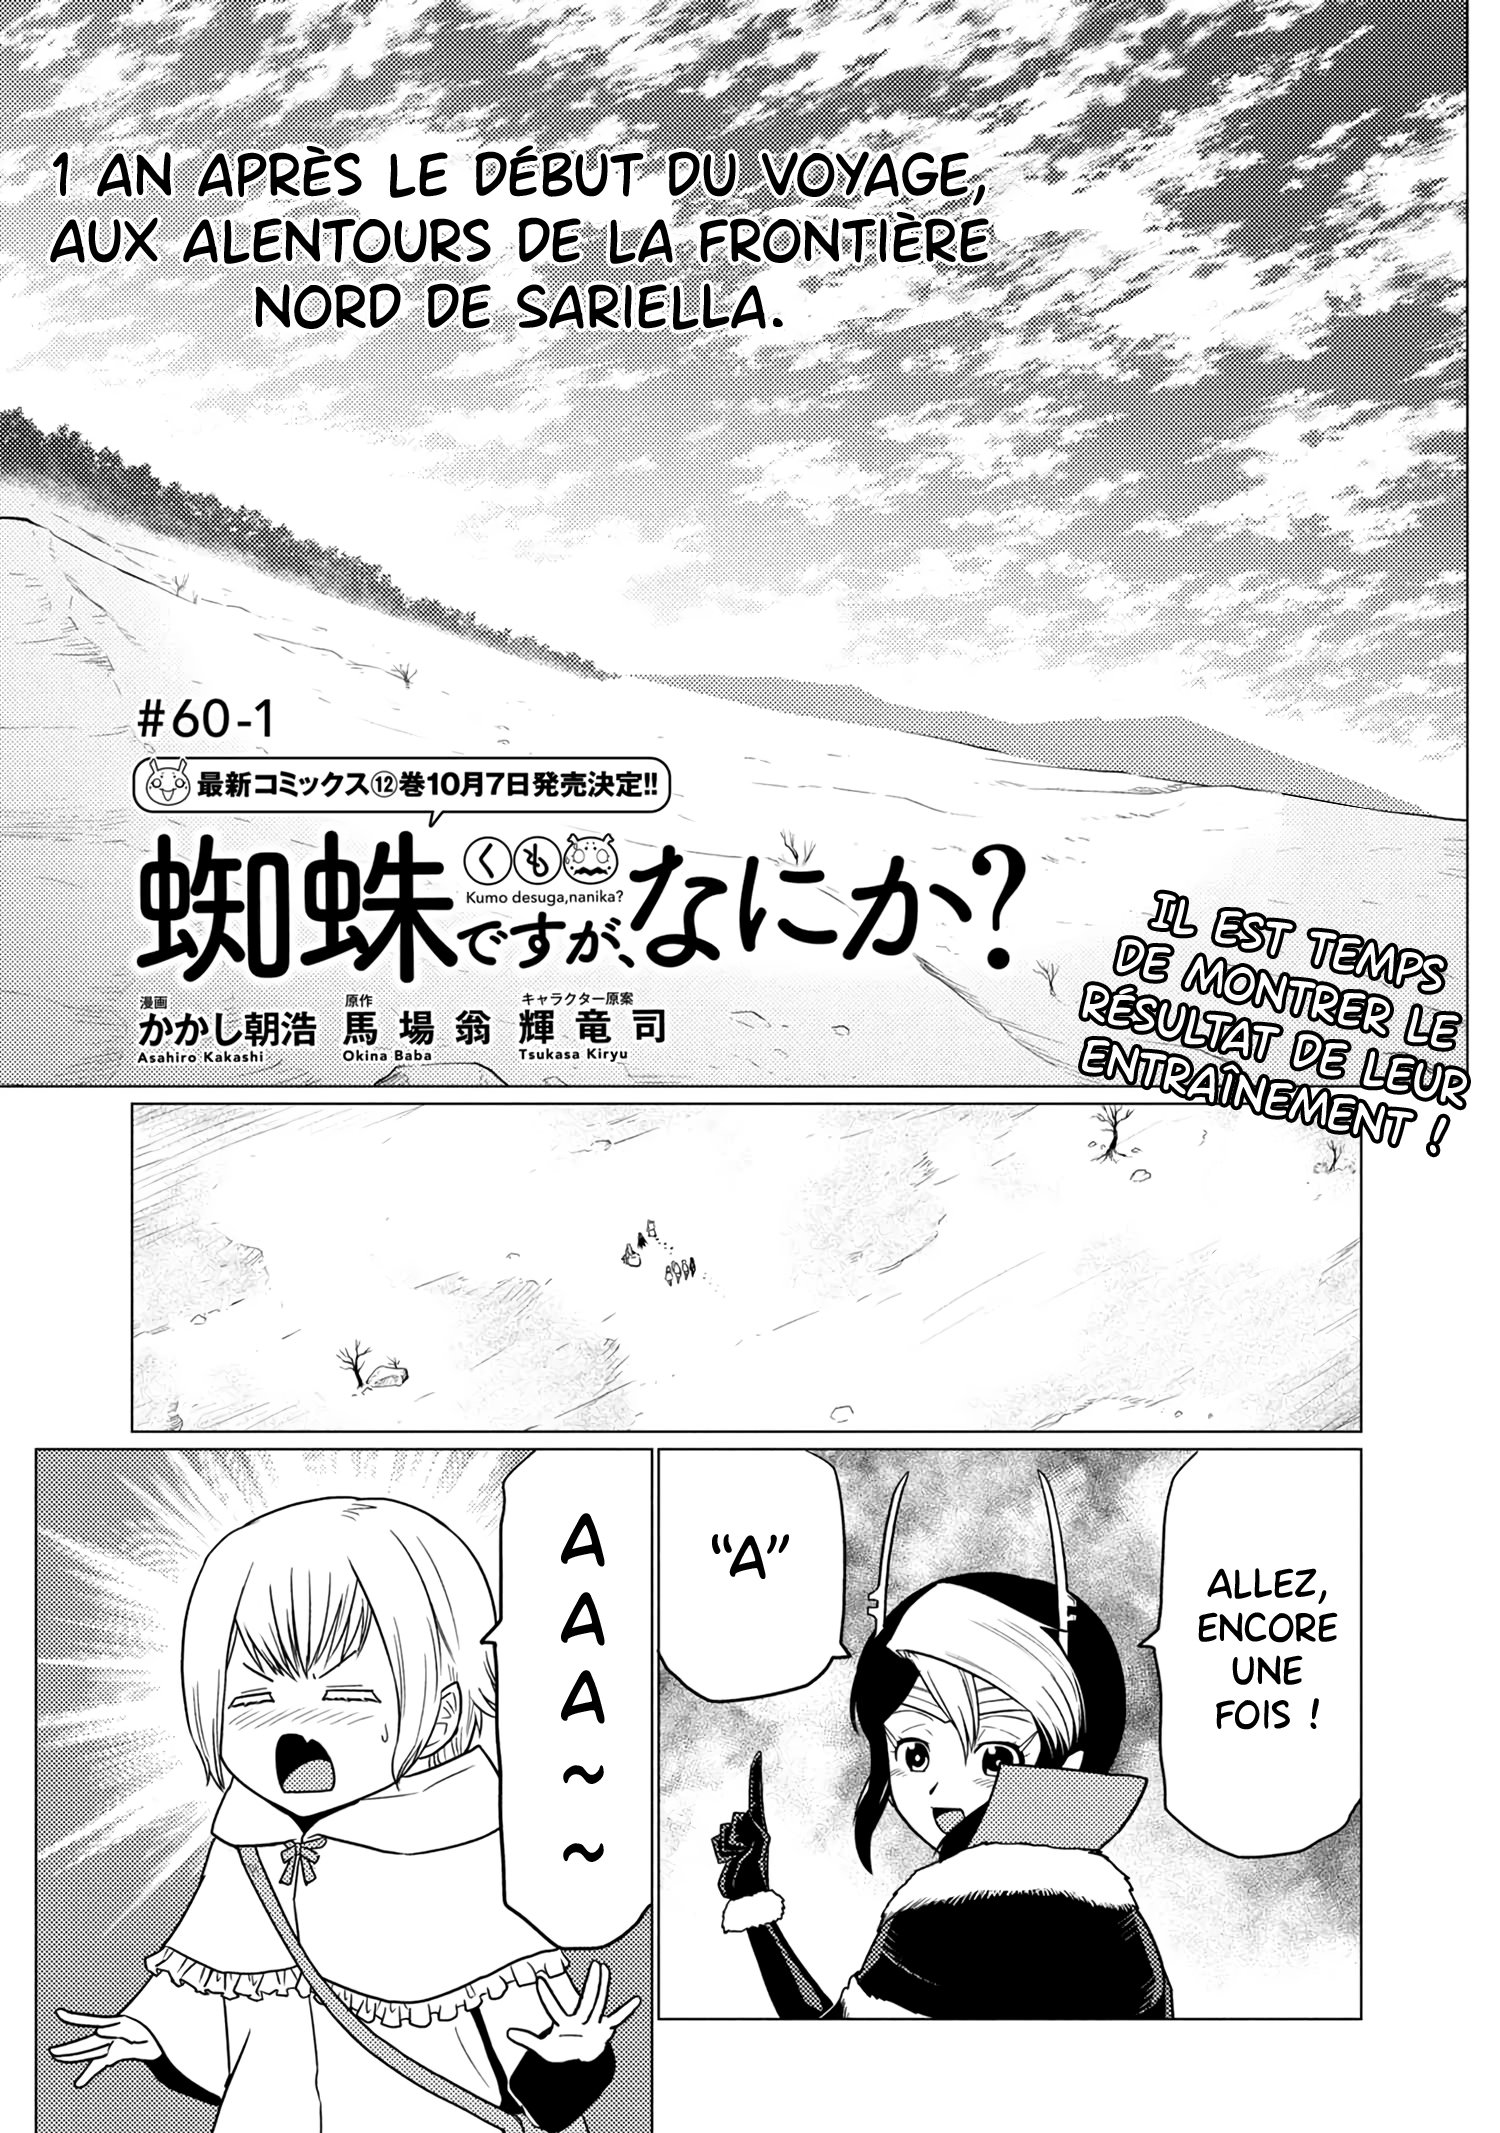 1 AN APRÈS LE DÉBUT DU VOYAGE,
AUX ALENTOURS DE LA FRONTIÈRE
NORD DE SARIELLA.
#60-1
最新コミックス⑫巻10月7日発売決定!!
くも
Kumo desuga,nanika?
蜘蛛ですが、なにか?
漫画 原作 キャラクター原案
かかし朝浩 馬場翁 輝竜司
Asahiro Kakashi Okina Baba Tsukasa Kiryu
IL EST TEMPS
DE MONTRER LE
RÉSULTAT DE LEUR
ENTRAÎNEMENT !
ALLEZ,
ENCORE
UNE
FOIS !
“A”
A
A
A
~
~